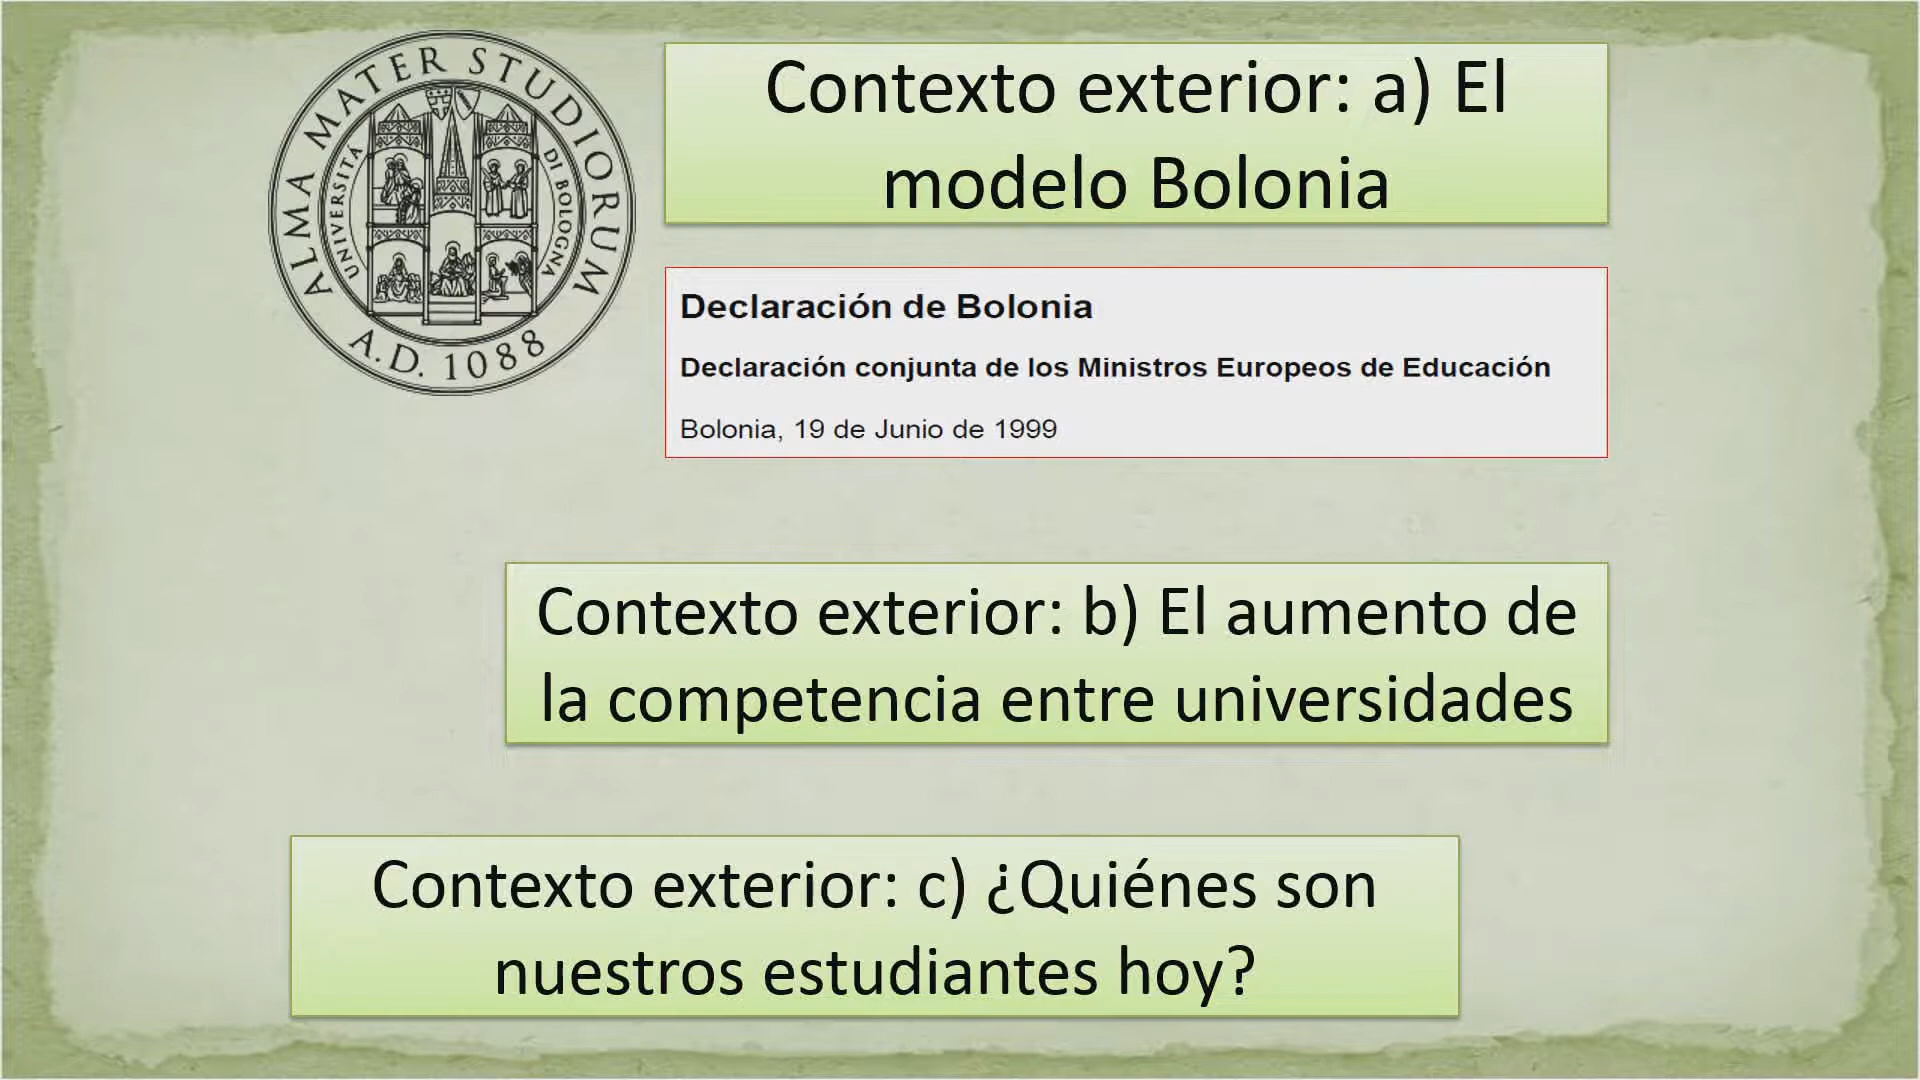 ALMA MATER STUDIORUM
UNIVERSITÀ DI BOLOGNA
A.D. 1088
Contexto exterior: a) El
modelo Bolonia
Declaración de Bolonia
Declaración conjunta de los Ministros Europeos de Educación
Bolonia, 19 de Junio de 1999
Contexto exterior: b) El aumento de
la competencia entre universidades
Contexto exterior: c) ¿Quiénes son
nuestros estudiantes hoy?